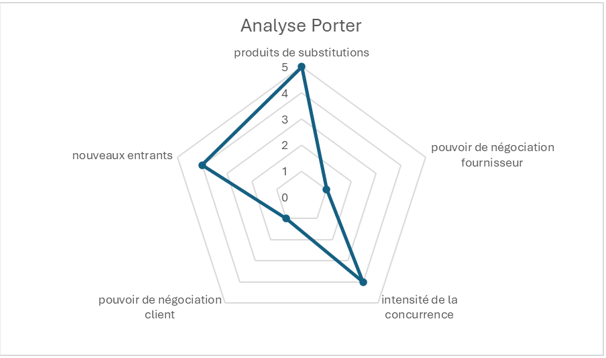 Analyse Porter
produits de substitutions
5
4
3
2
1
0
pouvoir de négociation
fournisseur
intensité de la
concurrence
pouvoir de négociation
client
nouveaux entrants